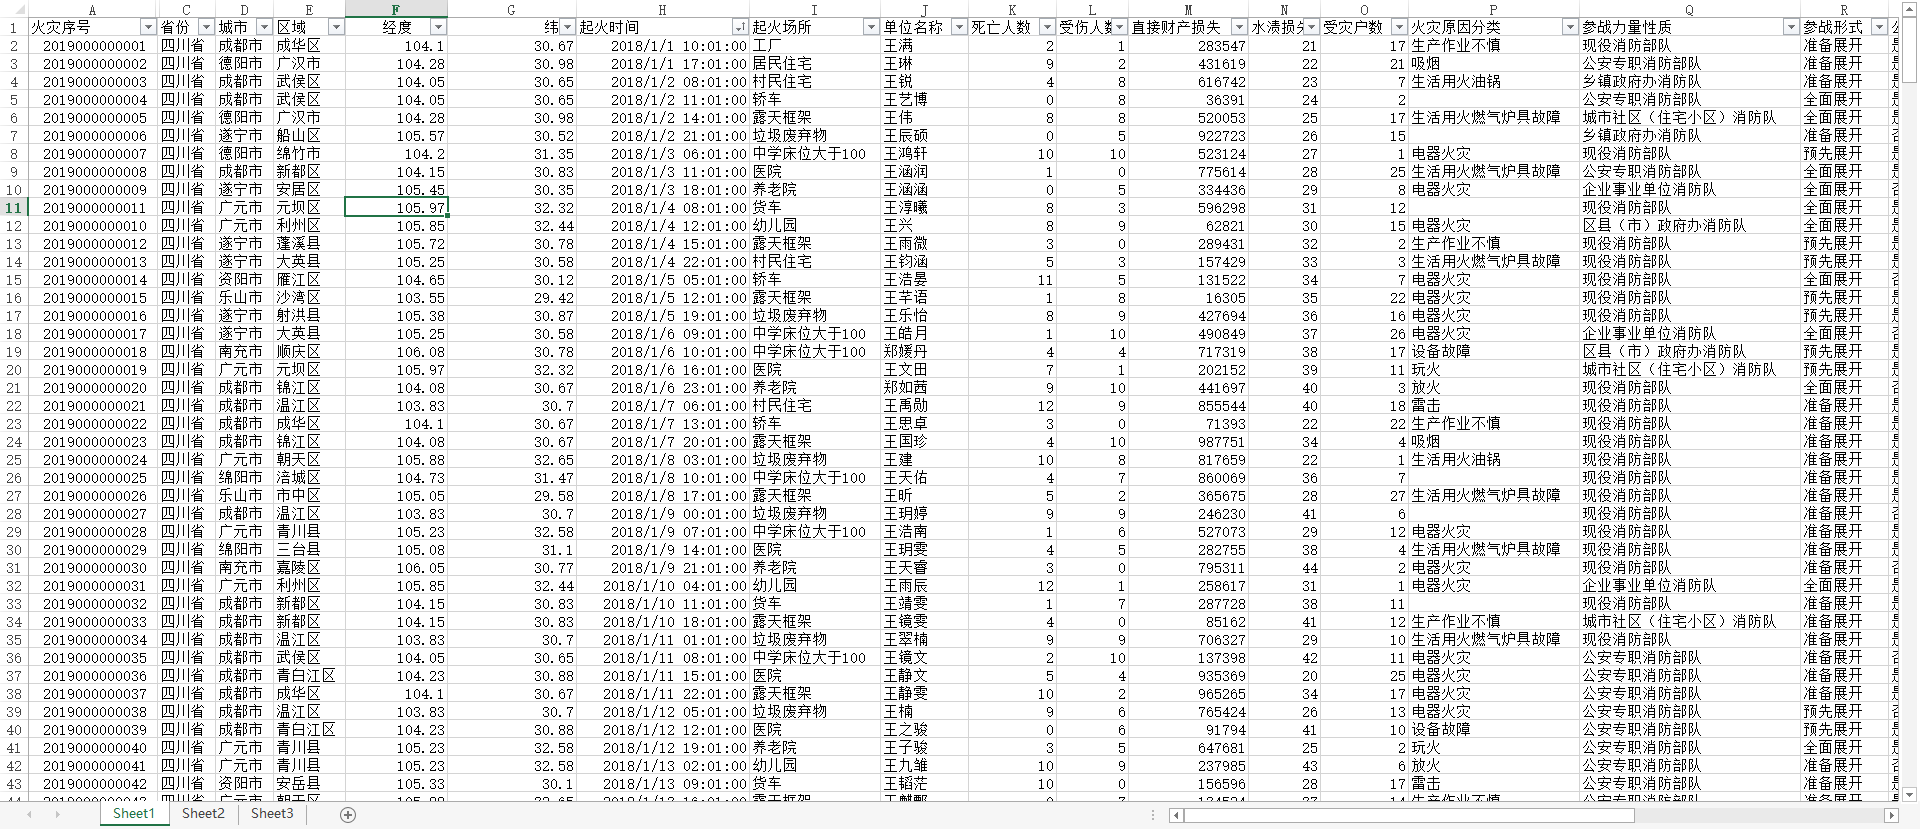 A C D E F G H I J K L M N O P Q R
1 火灾序号 省份 城市 区域 经度 纬 起火时间 起火场所 单位名称 死亡人数 受伤人数 直接财产损失 水渍损失 受灾户数 火灾原因分类 参战力量性质 参战形式
2 2019000000001 四川省 成都市 成华区 104.1 30.67 2018/1/1 10:01:00 工厂 王满 2 1 283547 21 17 生产作业不慎 现役消防部队 准备展开
3 2019000000002 四川省 德阳市 广汉市 104.28 30.98 2018/1/1 17:01:00 居民住宅 王琳 9 2 431619 22 21 吸烟 公安专职消防部队 准备展开
4 2019000000003 四川省 成都市 武侯区 104.05 30.65 2018/1/2 08:01:00 村民住宅 王锐 4 8 616742 23 7 生活用火油锅 乡镇政府办消防队 准备展开
5 2019000000004 四川省 成都市 武侯区 104.05 30.65 2018/1/2 11:01:00 轿车 王艺博 0 8 36391 24 2 公安专职消防部队 全面展开
6 2019000000005 四川省 德阳市 广汉市 104.28 30.98 2018/1/2 14:01:00 露天框架 王伟 8 8 520053 25 17 生活用火燃气炉具故障 城市社区（住宅小区）消防队 全面展开
7 2019000000006 四川省 遂宁市 船山区 105.57 30.52 2018/1/2 21:01:00 垃圾废弃物 王辰硕 0 5 922723 26 15 乡镇政府办消防队 准备展开
8 2019000000007 四川省 德阳市 绵竹市 104.2 31.35 2018/1/3 06:01:00 中学床位大于100 王鸿轩 10 10 523124 27 1 电器火灾 现役消防部队 预先展开
9 2019000000008 四川省 成都市 新都区 104.15 30.83 2018/1/3 11:01:00 医院 王涵润 1 0 775614 28 25 生活用火燃气炉具故障 公安专职消防部队 全面展开
10 2019000000009 四川省 遂宁市 安居区 105.45 30.35 2018/1/3 18:01:00 养老院 王涵涵 0 5 334436 29 8 电器火灾 企业事业单位消防队 全面展开
11 2019000000011 四川省 广元市 元坝区 105.97 32.32 2018/1/4 08:01:00 货车 王淳曦 8 3 596298 31 12 现役消防部队 全面展开
12 2019000000010 四川省 广元市 利州区 105.85 32.44 2018/1/4 12:01:00 幼儿园 王兴 8 9 62821 30 15 电器火灾 区县（市）政府办消防队 全面展开
13 2019000000012 四川省 遂宁市 蓬溪县 105.72 30.78 2018/1/4 15:01:00 露天框架 王雨微 3 0 289431 32 2 生产作业不慎 现役消防部队 预先展开
14 2019000000013 四川省 遂宁市 大英县 105.25 30.58 2018/1/4 22:01:00 村民住宅 王钧涵 5 3 157429 33 3 生活用火燃气炉具故障 现役消防部队 预先展开
15 2019000000014 四川省 资阳市 雁江区 104.65 30.12 2018/1/5 05:01:00 轿车 王浩晏 11 5 131522 34 7 电器火灾 现役消防部队 全面展开
16 2019000000015 四川省 乐山市 沙湾区 103.55 29.42 2018/1/5 12:01:00 露天框架 王芊语 1 8 16305 35 22 电器火灾 现役消防部队 预先展开
17 2019000000016 四川省 遂宁市 射洪县 105.38 30.87 2018/1/5 19:01:00 垃圾废弃物 王乐怡 8 9 427694 36 16 电器火灾 现役消防部队 预先展开
18 2019000000017 四川省 遂宁市 大英县 105.25 30.58 2018/1/6 09:01:00 中学床位大于100 王皓月 1 10 490849 37 26 电器火灾 企业事业单位消防队 全面展开
19 2019000000018 四川省 南充市 顺庆区 106.08 30.78 2018/1/6 10:01:00 中学床位大于100 郑媛丹 4 4 717319 38 17 设备故障 区县（市）政府办消防队 预先展开
20 2019000000019 四川省 广元市 元坝区 105.97 32.32 2018/1/6 16:01:00 医院 王文田 7 1 202152 39 11 玩火 城市社区（住宅小区）消防队 预先展开
21 2019000000020 四川省 成都市 锦江区 104.08 30.67 2018/1/6 23:01:00 养老院 郑如茜 9 10 441697 40 3 放火 现役消防部队 全面展开
22 2019000000021 四川省 成都市 温江区 103.83 30.7 2018/1/7 06:01:00 村民住宅 王禹勋 12 9 855544 40 18 雷击 现役消防部队 准备展开
23 2019000000022 四川省 成都市 成华区 104.1 30.67 2018/1/7 13:01:00 轿车 王思卓 3 0 71393 22 22 生产作业不慎 现役消防部队 准备展开
24 2019000000023 四川省 成都市 锦江区 104.08 30.67 2018/1/7 20:01:00 露天框架 王国珍 4 10 987751 34 4 吸烟 现役消防部队 准备展开
25 2019000000024 四川省 广元市 朝天区 105.88 32.65 2018/1/8 03:01:00 垃圾废弃物 王建 10 8 817659 22 1 生活用火油锅 现役消防部队 准备展开
26 2019000000025 四川省 绵阳市 涪城区 104.73 31.47 2018/1/8 10:01:00 中学床位大于100 王天佑 4 7 860069 36 7 现役消防部队 准备展开
27 2019000000026 四川省 乐山市 市中区 105.05 29.58 2018/1/8 17:01:00 露天框架 王昕 5 2 365675 28 27 生活用火燃气炉具故障 现役消防部队 准备展开
28 2019000000027 四川省 成都市 温江区 103.83 30.7 2018/1/9 00:01:00 垃圾废弃物 王玥婷 9 9 246230 41 6 现役消防部队 准备展开
29 2019000000028 四川省 广元市 青川县 105.23 32.58 2018/1/9 07:01:00 中学床位大于100 王浩南 1 6 527073 29 12 电器火灾 现役消防部队 准备展开
30 2019000000029 四川省 绵阳市 三台县 105.08 31.1 2018/1/9 14:01:00 医院 王玥雯 4 5 282755 38 4 生活用火燃气炉具故障 现役消防部队 准备展开
31 2019000000030 四川省 南充市 嘉陵区 106.05 30.77 2018/1/9 21:01:00 养老院 王天睿 3 0 795311 44 2 电器火灾 现役消防部队 准备展开
32 2019000000031 四川省 广元市 利州区 105.85 32.44 2018/1/10 04:01:00 幼儿园 王雨辰 12 1 258617 31 1 电器火灾 企业事业单位消防队 全面展开
33 2019000000032 四川省 成都市 新都区 104.15 30.83 2018/1/10 11:01:00 货车 王靖雯 1 7 287728 38 11 现役消防部队 准备展开
34 2019000000033 四川省 成都市 新都区 104.15 30.83 2018/1/10 18:01:00 露天框架 王镜雯 4 0 85162 41 12 生产作业不慎 城市社区（住宅小区）消防队 准备展开
35 2019000000034 四川省 成都市 温江区 103.83 30.7 2018/1/11 01:01:00 垃圾废弃物 王翠楠 9 9 706327 29 10 生活用火燃气炉具故障 现役消防部队 准备展开
36 2019000000035 四川省 成都市 武侯区 104.05 30.65 2018/1/11 08:01:00 中学床位大于100 王镜文 2 10 137398 42 11 电器火灾 公安专职消防部队 准备展开
37 2019000000036 四川省 成都市 青白江区 104.23 30.88 2018/1/11 15:01:00 医院 王静文 5 4 935369 20 25 电器火灾 公安专职消防部队 准备展开
38 2019000000037 四川省 成都市 成华区 104.1 30.67 2018/1/11 22:01:00 露天框架 王静雯 10 2 965265 34 17 电器火灾 公安专职消防部队 准备展开
39 2019000000038 四川省 成都市 温江区 103.83 30.7 2018/1/12 05:01:00 垃圾废弃物 王楠 9 6 765424 26 13 电器火灾 公安专职消防部队 预先展开
40 2019000000039 四川省 成都市 青白江区 104.23 30.88 2018/1/12 12:01:00 医院 王之骏 0 6 91794 41 10 设备故障 公安专职消防部队 预先展开
41 2019000000040 四川省 广元市 青川县 105.23 32.58 2018/1/12 19:01:00 养老院 王子骏 3 5 647681 25 2 玩火 公安专职消防部队 全面展开
42 2019000000041 四川省 广元市 青川县 105.23 32.58 2018/1/13 02:01:00 幼儿园 王九雏 10 9 237985 43 6 放火 公安专职消防部队 准备展开
43 2019000000042 四川省 资阳市 安岳县 105.33 30.1 2018/1/13 09:01:00 货车 王韬茫 10 0 156596 28 17 雷击 公安专职消防部队 准备展开
Sheet1 Sheet2 Sheet3